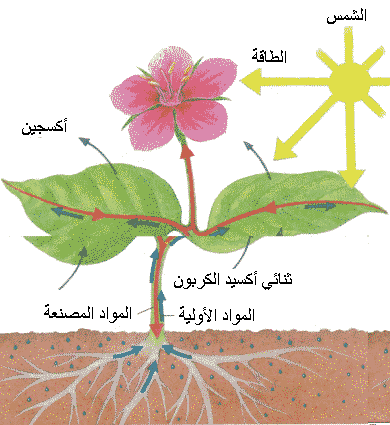 الشمس
الطاقة
أكسجين
ثنائي أكسيد الكربون
المواد الأولية
المواد المصنعة